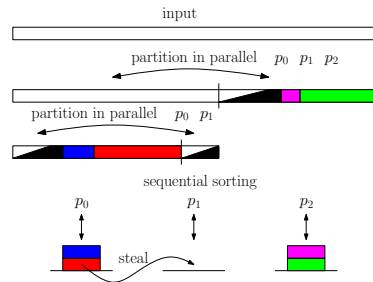 input
partition in parallel p₀ p₁ p₂
partition in parallel p₀ p₁
sequential sorting
p₀ p₁ p₂
steal